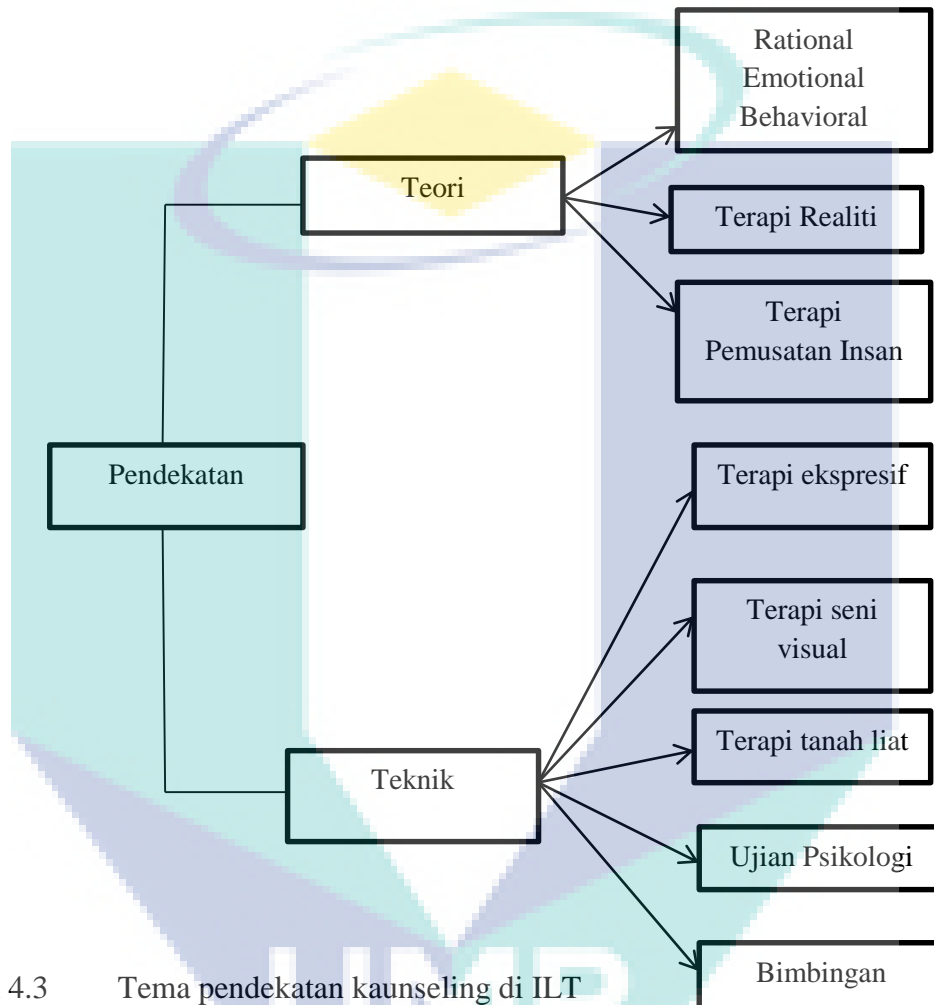 Rational
Emotional
Behavioral
Teori
Terapi Realiti
Terapi
Pemusatan Insan
Pendekatan
Terapi ekspresif
Terapi seni
visual
Terapi tanah liat
Teknik
Ujian Psikologi
Bimbingan
4.3 Tema pendekatan kaunseling di ILT
UMP